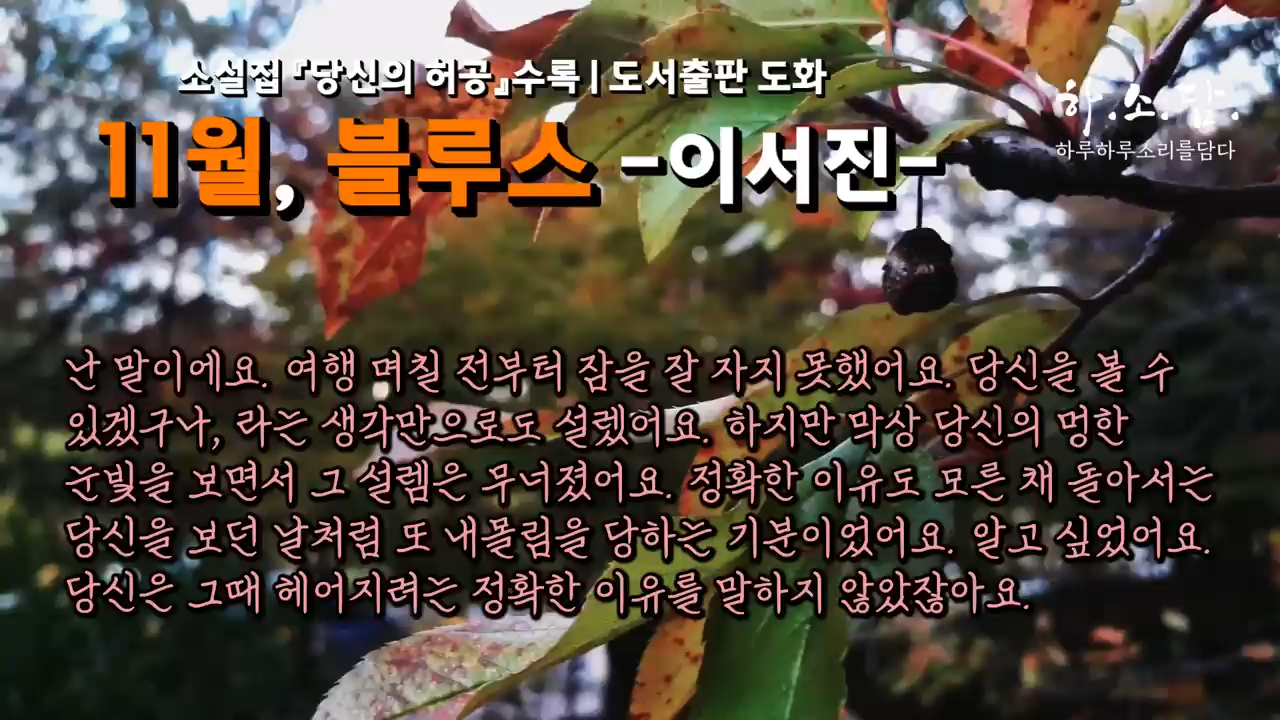 소설집 『당신의 허공』수록 | 도서출판 도화
11월, 블루스 -이서진-
하.소.담.
하루하루소리를담다
난 말이에요. 여행 며칠 전부터 잠을 잘 자지 못했어요. 당신을 볼 수
있겠구나, 라는 생각만으로도 설렜어요. 하지만 막상 당신의 멍한
눈빛을 보면서 그 설렘은 무너졌어요. 정확한 이유도 모른 채 돌아서는
당신을 보던 날처럼 또 내몰림을 당하는 기분이었어요. 알고 싶었어요.
당신은 그때 헤어지려는 정확한 이유를 말하지 않았잖아요.